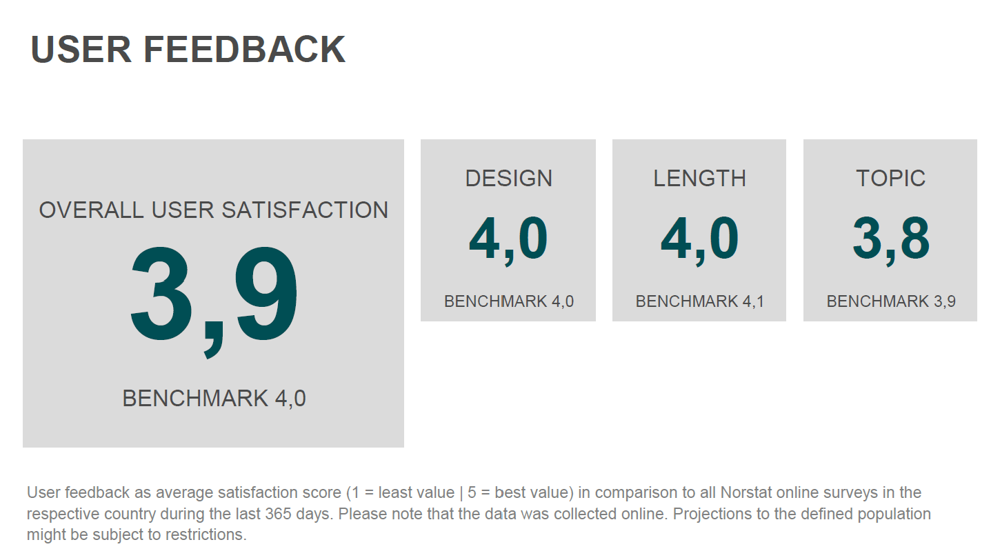 USER FEEDBACK
OVERALL USER SATISFACTION
3,9
BENCHMARK 4,0
DESIGN
4,0
BENCHMARK 4,0
LENGTH
4,0
BENCHMARK 4,1
TOPIC
3,8
BENCHMARK 3,9
User feedback as average satisfaction score (1 = least value | 5 = best value) in comparison to all Norstat online surveys in the
respective country during the last 365 days. Please note that the data was collected online. Projections to the defined population
might be subject to restrictions.